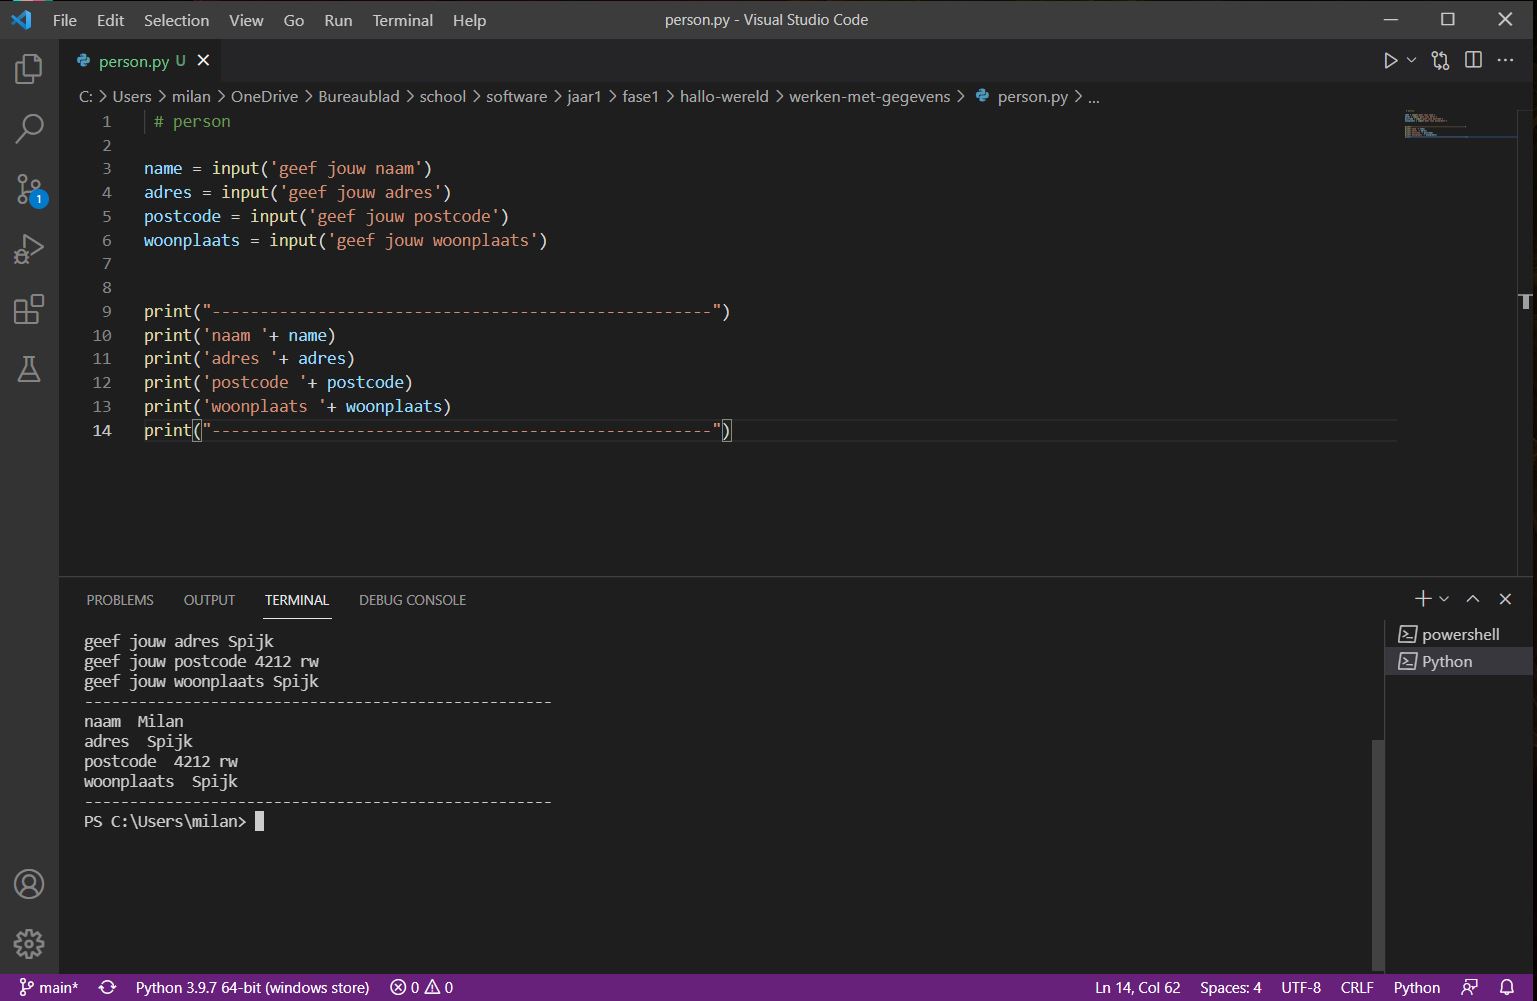 File Edit Selection View Go Run Terminal Help person.py - Visual Studio Code
person.py U
C: > Users > milan > OneDrive > Bureaublad > school > software > jaar1 > fase1 > hallo-wereld > werken-met-gegevens > person.py > ...
1 # person
2
3 name = input('geef jouw naam')
4 adres = input('geef jouw adres')
5 postcode = input('geef jouw postcode')
6 woonplaats = input('geef jouw woonplaats')
7
8
9 print("----------------------------------------------------")
10 print('naam '+ name)
11 print('adres '+ adres)
12 print('postcode '+ postcode)
13 print('woonplaats '+ woonplaats)
14 print("----------------------------------------------------")
1
PROBLEMS OUTPUT TERMINAL DEBUG CONSOLE
geef jouw adres Spijk
geef jouw postcode 4212 rw
geef jouw woonplaats Spijk
----------------------------------------------------
naam  Milan
adres  Spijk
postcode  4212 rw
woonplaats  Spijk
----------------------------------------------------
PS C:\Users\milan>
powershell
Python
main* Python 3.9.7 64-bit (windows store) 0 0 Ln 14, Col 62 Spaces: 4 UTF-8 CRLF Python